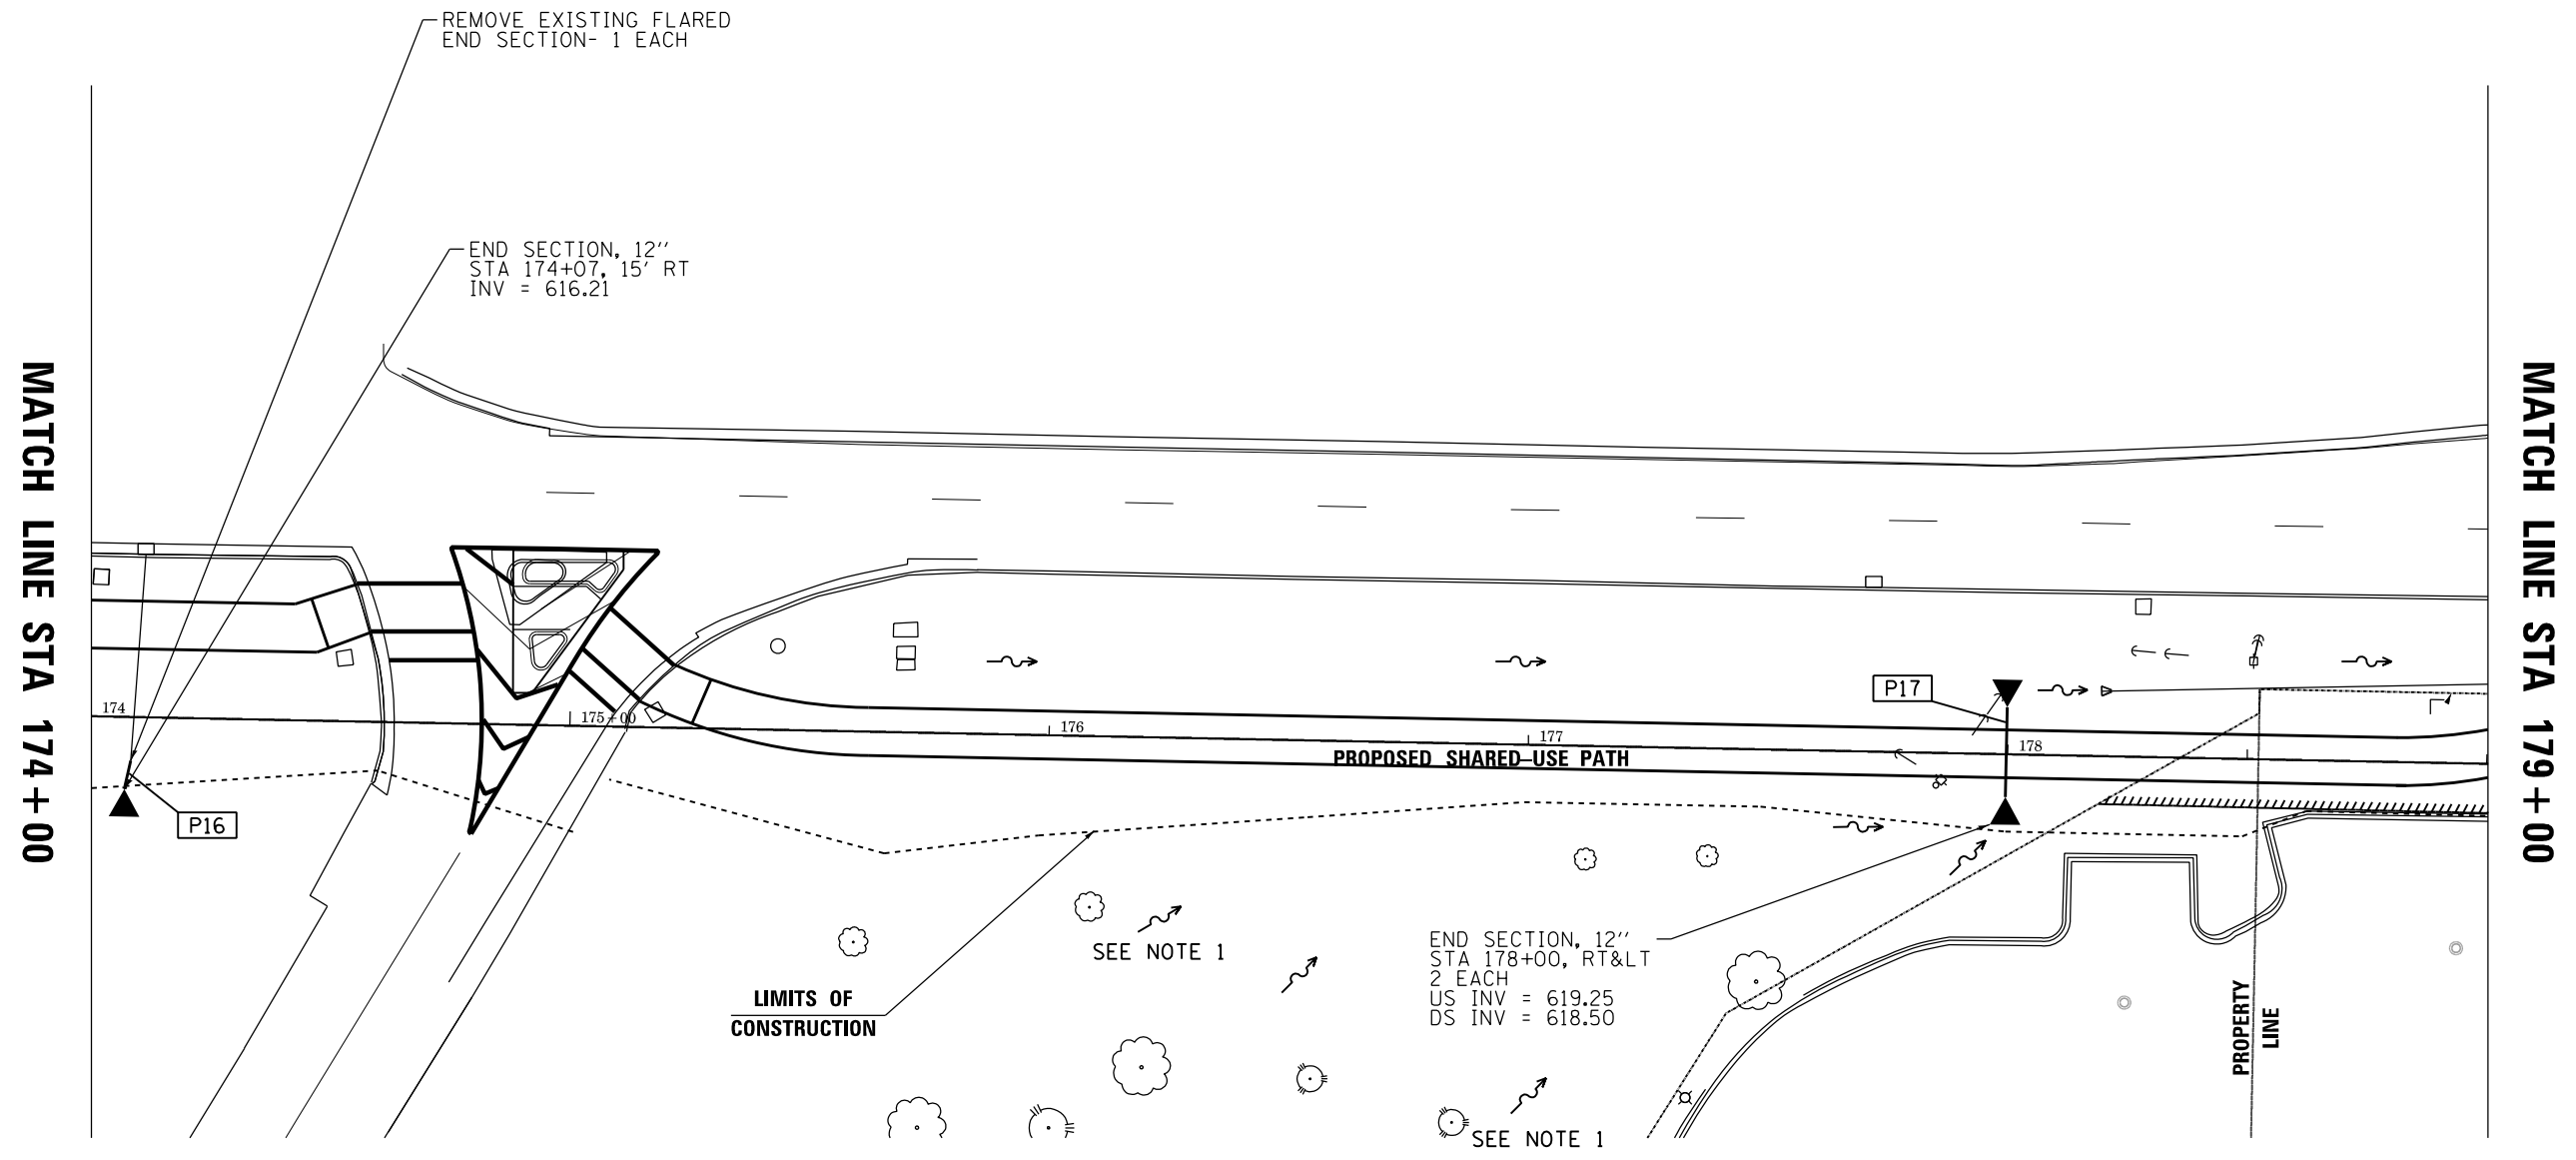 REMOVE EXISTING FLARED
END SECTION- 1 EACH
END SECTION, 12''
STA 174+07, 15' RT
INV = 616.21
MATCH LINE STA 174+00
MATCH LINE STA 179+00
174
175+00
176
177
178
P17
PROPOSED SHARED-USE PATH
P16
SEE NOTE 1
LIMITS OF
CONSTRUCTION
END SECTION, 12''
STA 178+00, RT&LT
2 EACH
US INV = 619.25
DS INV = 618.50
PROPERTY
LINE
SEE NOTE 1